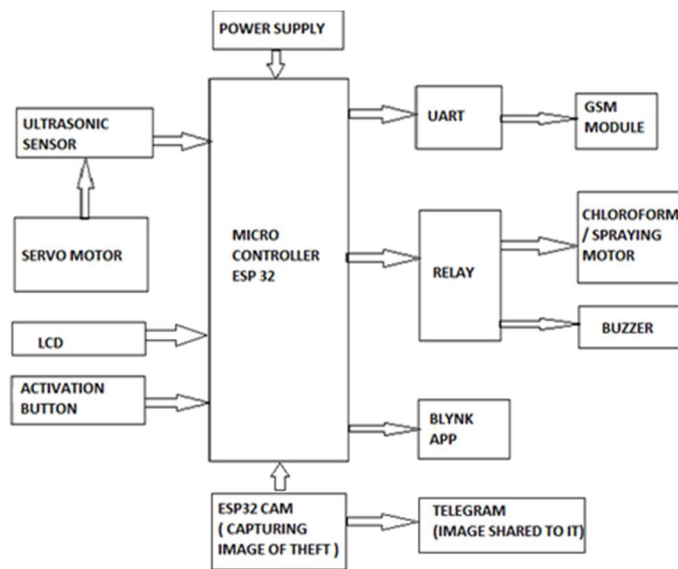 POWER SUPPLY
ULTRASONIC
SENSOR
SERVO MOTOR
LCD
ACTIVATION
BUTTON
MICRO
CONTROLLER
ESP 32
UART
GSM
MODULE
RELAY
CHLOROFORM
/ SPRAYING
MOTOR
BUZZER
BLYNK
APP
ESP32 CAM
( CAPTURING
IMAGE OF THEFT )
TELEGRAM
(IMAGE SHARED TO IT)